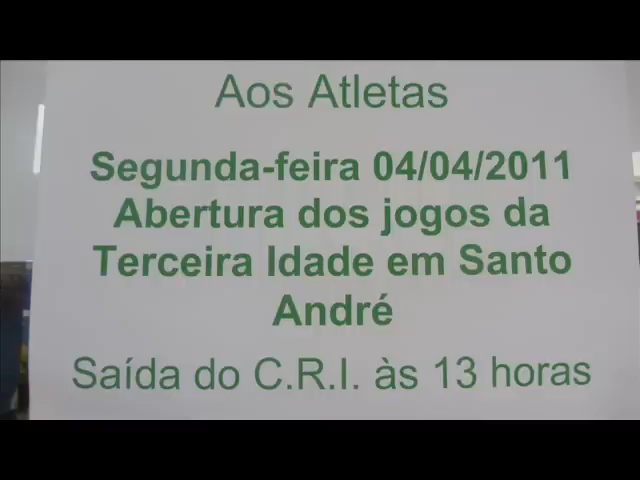 Aos Atletas
Segunda-feira 04/04/2011
Abertura dos jogos da
Terceira Idade em Santo
André
Saída do C.R.I. às 13 horas